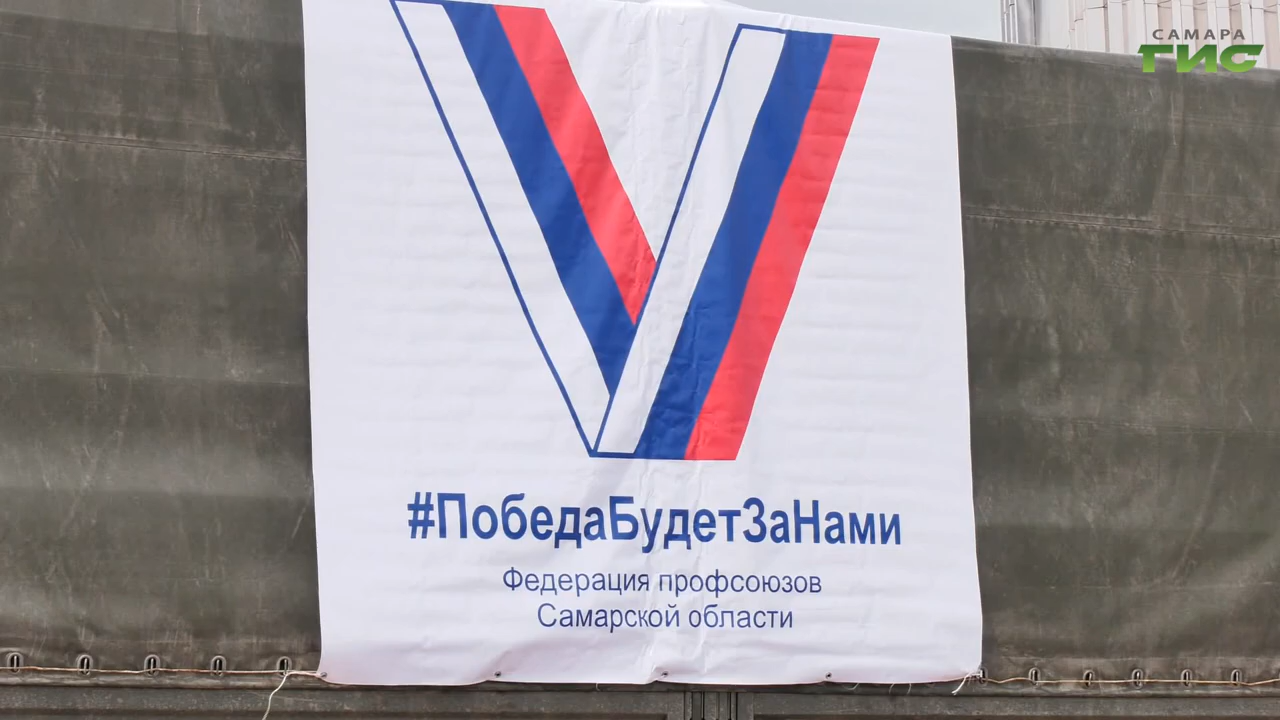 САМАРА
ГИС
V
#ПобедаБудетЗаНами
Федерация профсоюзов
Самарской области